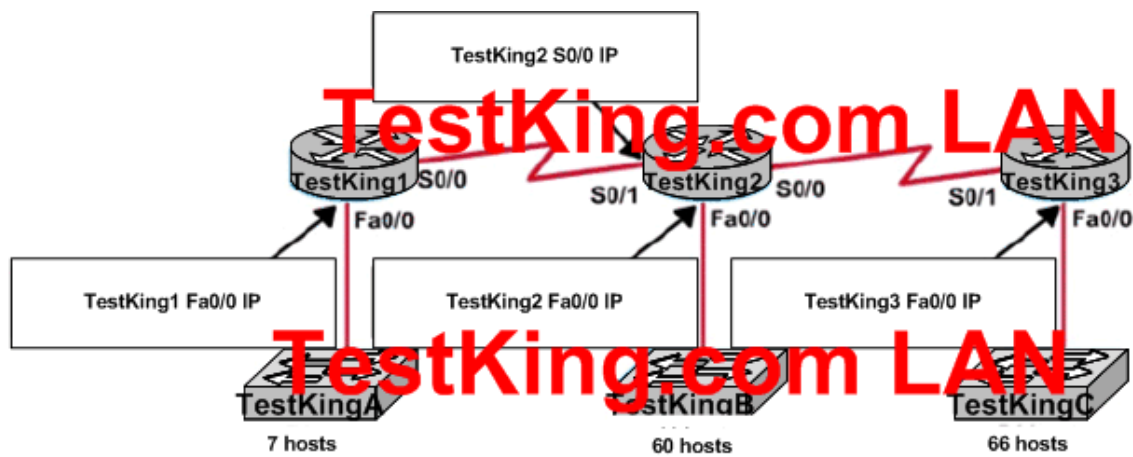 TestKing2 S0/0 IP
TestKing.com LAN
TestKing1
S0/0
S0/1
TestKing2
S0/0
S0/1
TestKing3
Fa0/0
Fa0/0
Fa0/0
TestKing1 Fa0/0 IP
TestKing2 Fa0/0 IP
TestKing3 Fa0/0 IP
TestKing.com LAN
TestKingA
TestKingB
TestKingC
7 hosts
60 hosts
66 hosts